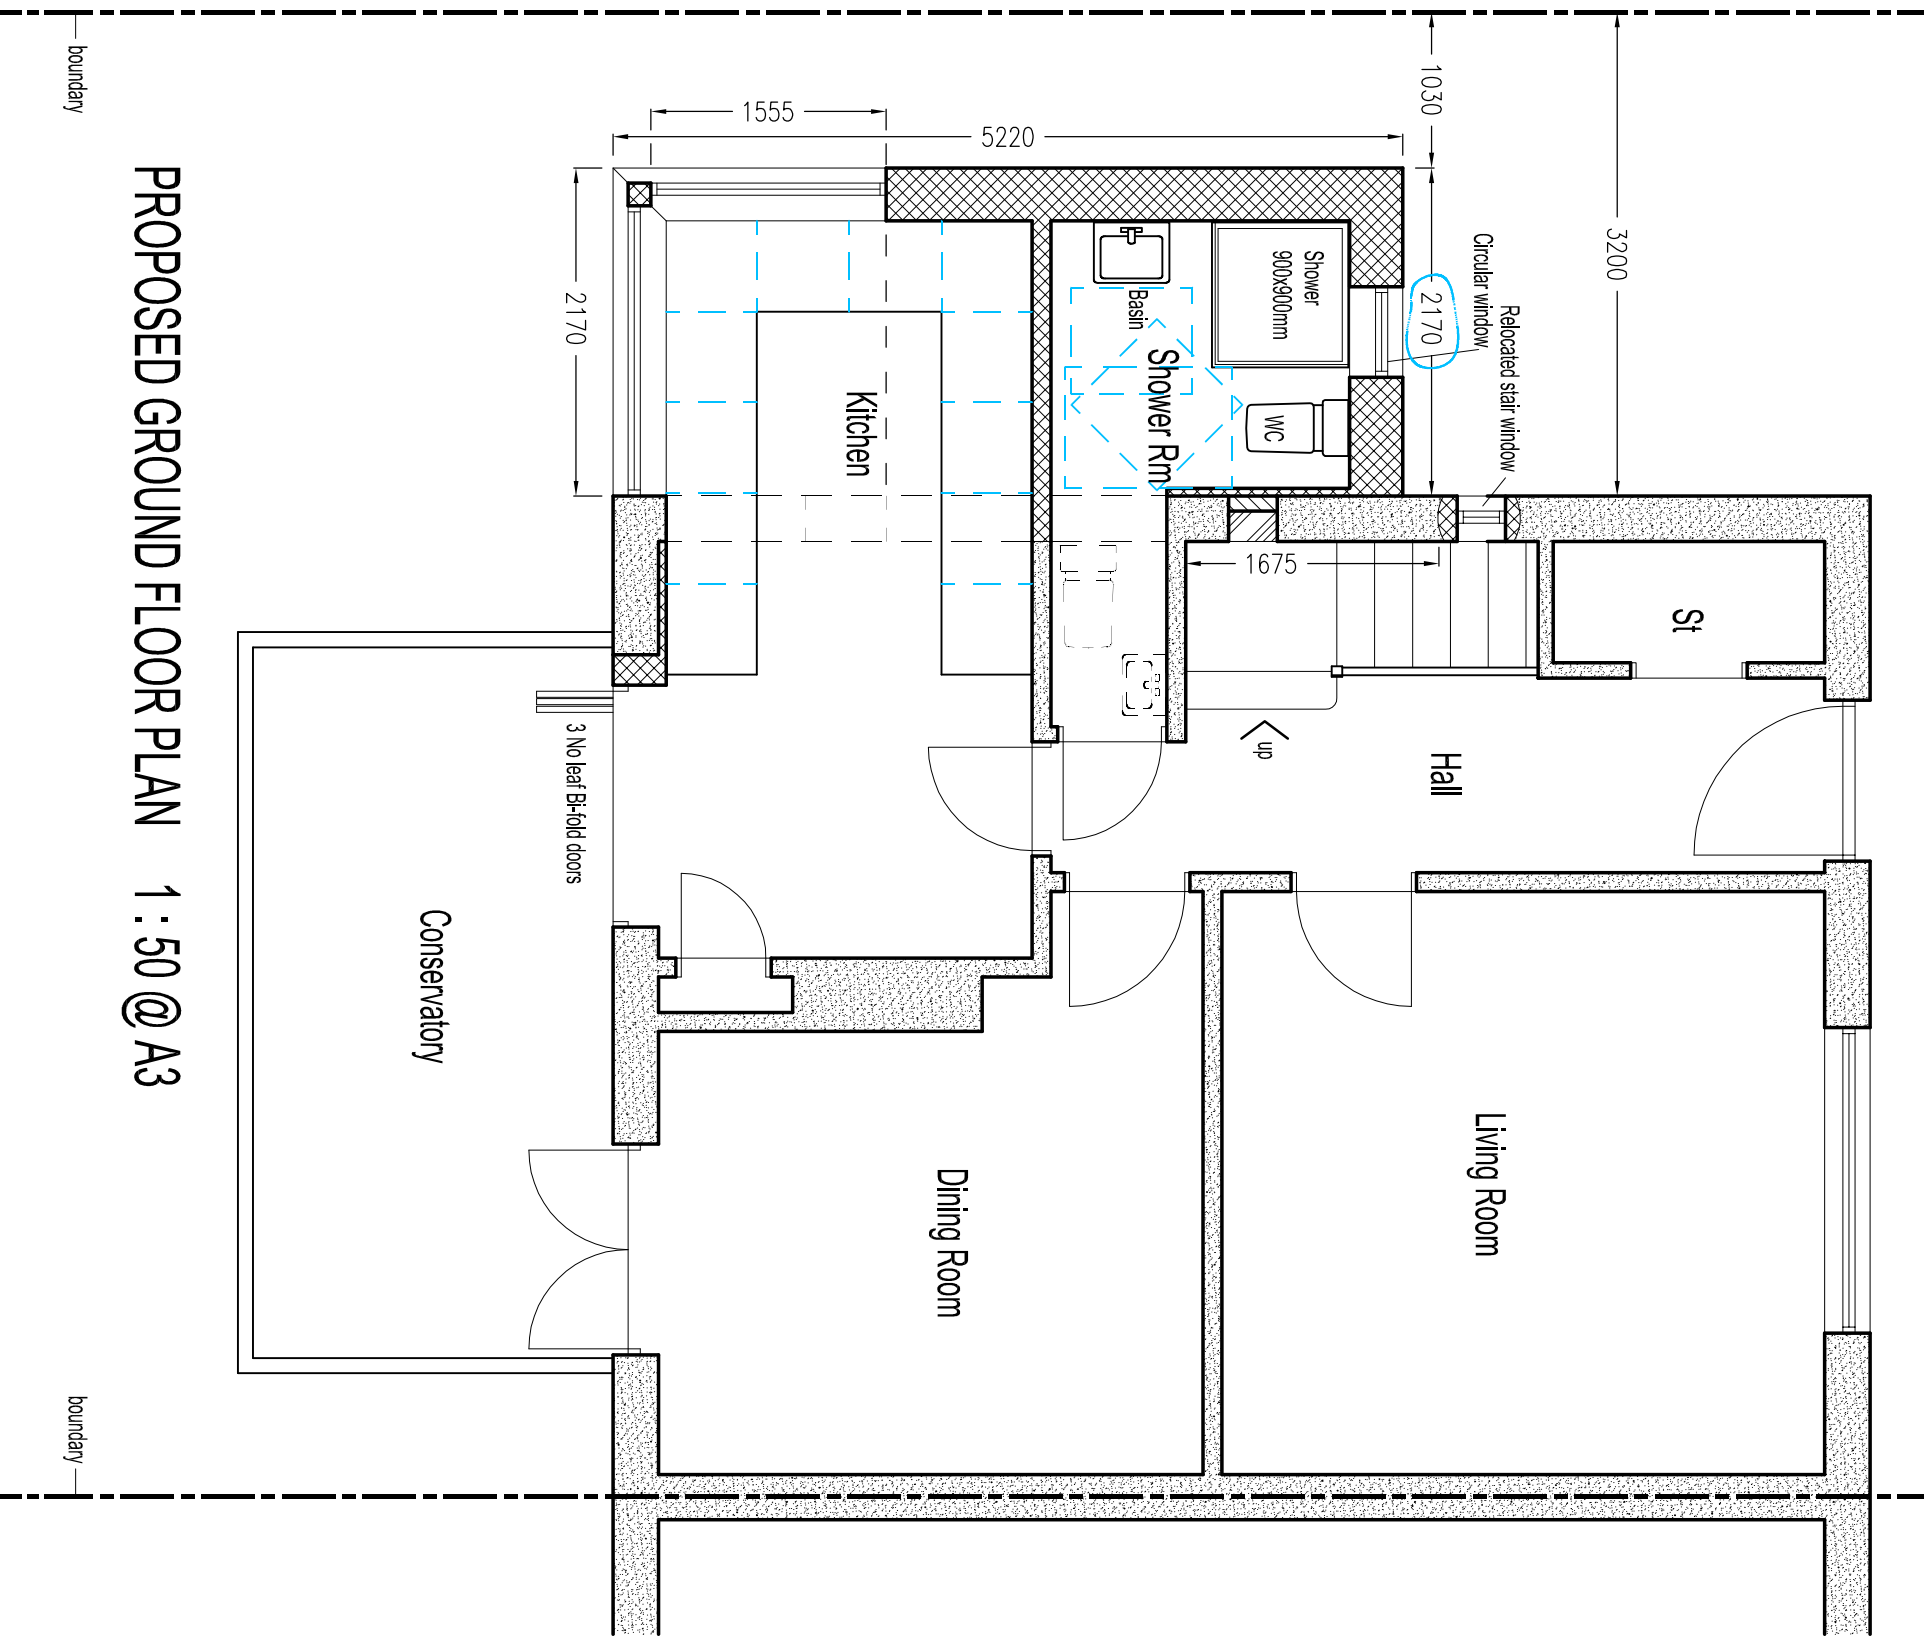 boundary
PROPOSED GROUND FLOOR PLAN 1 : 50 @ A3
boundary
1030
3200
1555
5220
2170
2170
Circular window
Relocated stair window
Shower
900x900mm
Basin
Shower Rm
WC
Kitchen
1675
St
up
Hall
3 No leaf Bi-fold doors
Conservatory
Dining Room
Living Room